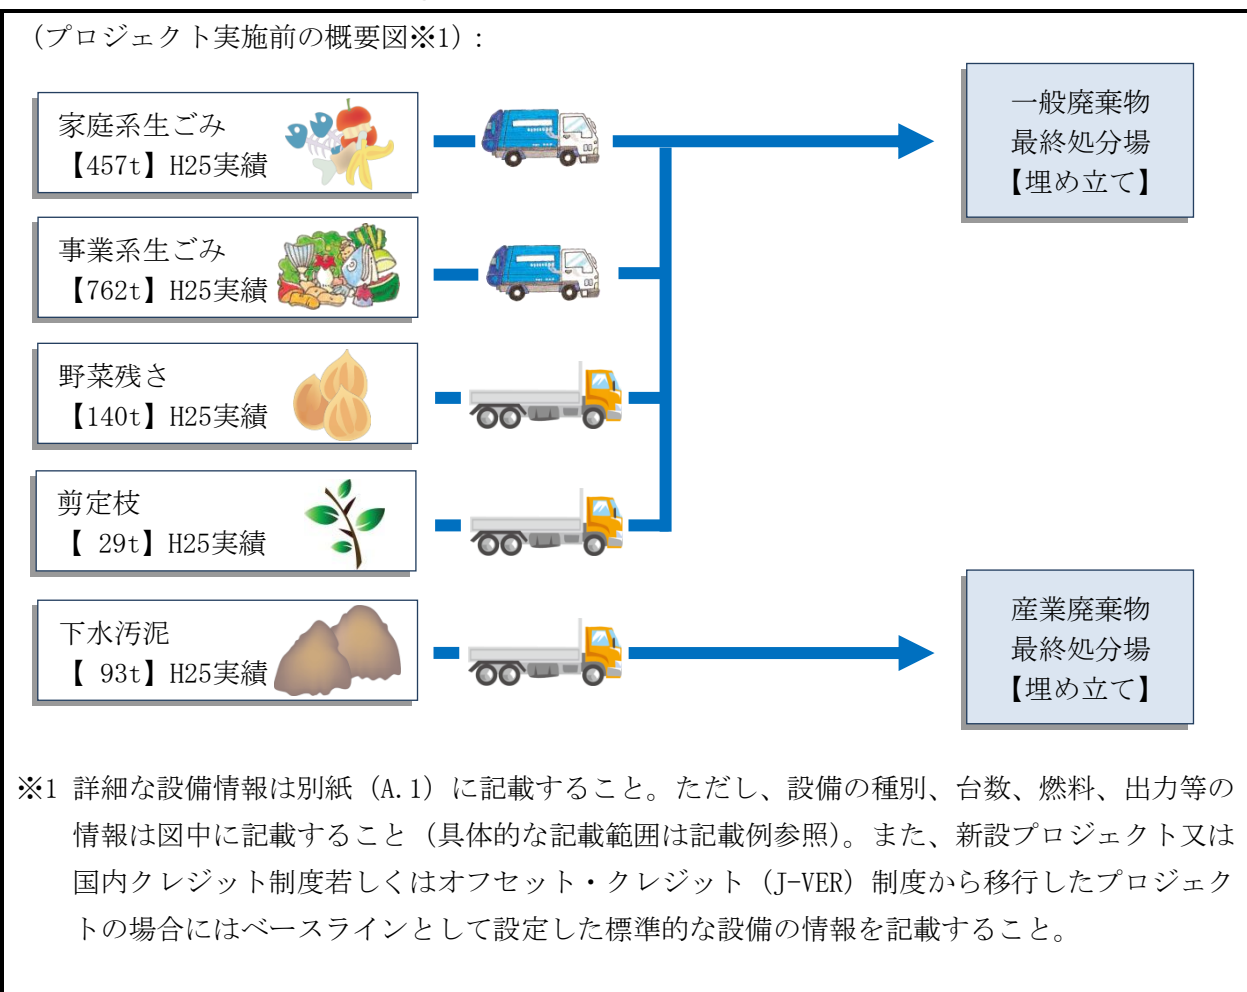 （プロジェクト実施前の概要図※1）：
家庭系生ごみ
【457t】H25実績
事業系生ごみ
【762t】H25実績
野菜残さ
【140t】H25実績
剪定枝
【 29t】H25実績
下水汚泥
【 93t】H25実績
一般廃棄物
最終処分場
【埋め立て】
産業廃棄物
最終処分場
【埋め立て】
※1 詳細な設備情報は別紙（A.1）に記載すること。ただし、設備の種別、台数、燃料、出力等の
情報は図中に記載すること（具体的な記載範囲は記載例参照）。また、新設プロジェクト又は
国内クレジット制度若しくはオフセット・クレジット（J-VER）制度から移行したプロジェク
トの場合にはベースラインとして設定した標準的な設備の情報を記載すること。